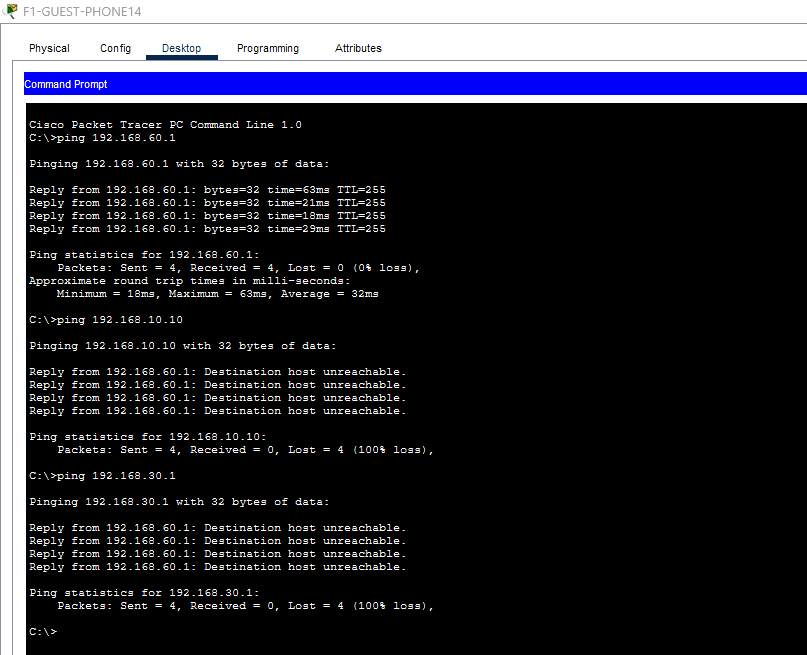 F1-GUEST-PHONE14
Physical Config Desktop Programming Attributes
Command Prompt
Cisco Packet Tracer PC Command Line 1.0
C:\>ping 192.168.60.1
Pinging 192.168.60.1 with 32 bytes of data:
Reply from 192.168.60.1: bytes=32 time=63ms TTL=255
Reply from 192.168.60.1: bytes=32 time=21ms TTL=255
Reply from 192.168.60.1: bytes=32 time=18ms TTL=255
Reply from 192.168.60.1: bytes=32 time=29ms TTL=255
Ping statistics for 192.168.60.1:
Packets: Sent = 4, Received = 4, Lost = 0 (0% loss),
Approximate round trip times in milli-seconds:
Minimum = 18ms, Maximum = 63ms, Average = 32ms
C:\>ping 192.168.10.10
Pinging 192.168.10.10 with 32 bytes of data:
Reply from 192.168.60.1: Destination host unreachable.
Reply from 192.168.60.1: Destination host unreachable.
Reply from 192.168.60.1: Destination host unreachable.
Reply from 192.168.60.1: Destination host unreachable.
Ping statistics for 192.168.10.10:
Packets: Sent = 4, Received = 0, Lost = 4 (100% loss),
C:\>ping 192.168.30.1
Pinging 192.168.30.1 with 32 bytes of data:
Reply from 192.168.60.1: Destination host unreachable.
Reply from 192.168.60.1: Destination host unreachable.
Reply from 192.168.60.1: Destination host unreachable.
Reply from 192.168.60.1: Destination host unreachable.
Ping statistics for 192.168.30.1:
Packets: Sent = 4, Received = 0, Lost = 4 (100% loss),
C:\>